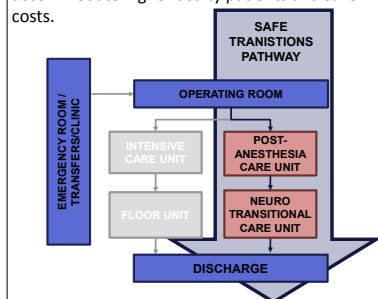 costs.
SAFE
TRANISTIONS
PATHWAY
EMERGENCY ROOM /
TRANSFERS/CLINIC
OPERATING ROOM
INTENSIVE
CARE UNIT
POST-
ANESTHESIA
CARE UNIT
FLOOR UNIT
NEURO
TRANSITIONAL
CARE UNIT
DISCHARGE